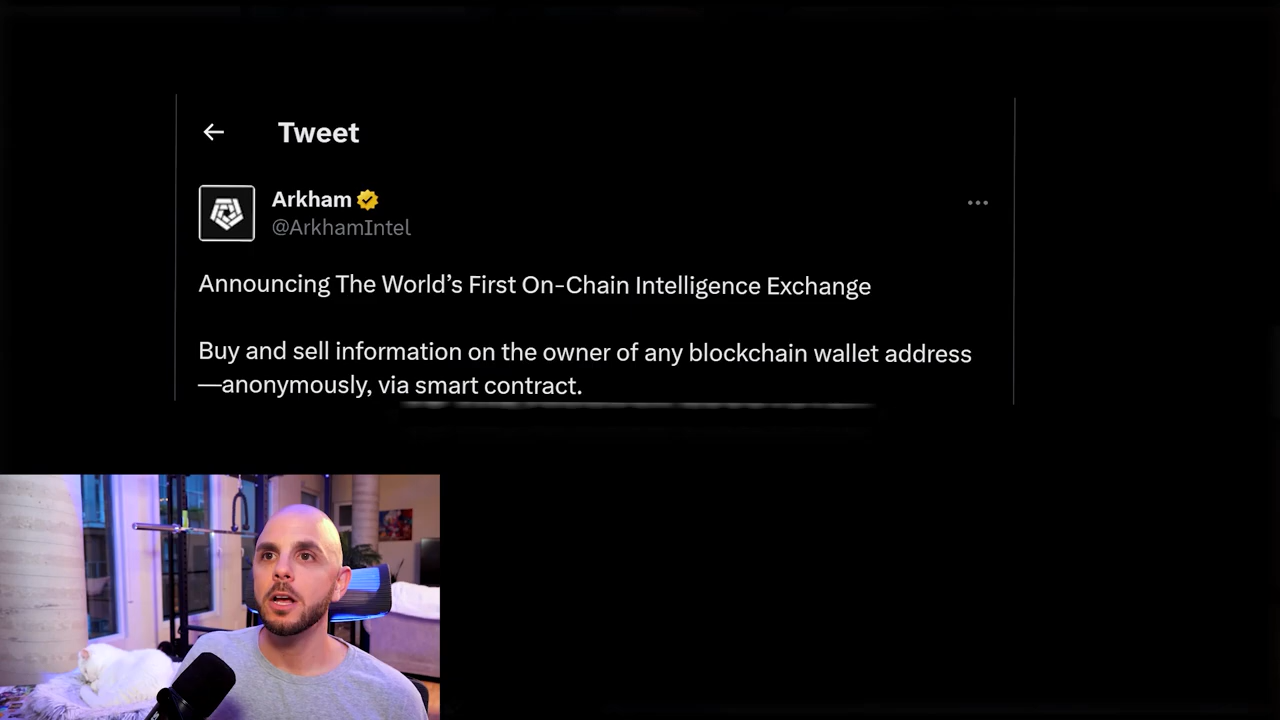 Tweet
Arkham
@ArkhamIntel
Announcing The World’s First On-Chain Intelligence Exchange
Buy and sell information on the owner of any blockchain wallet address
—anonymously, via smart contract.